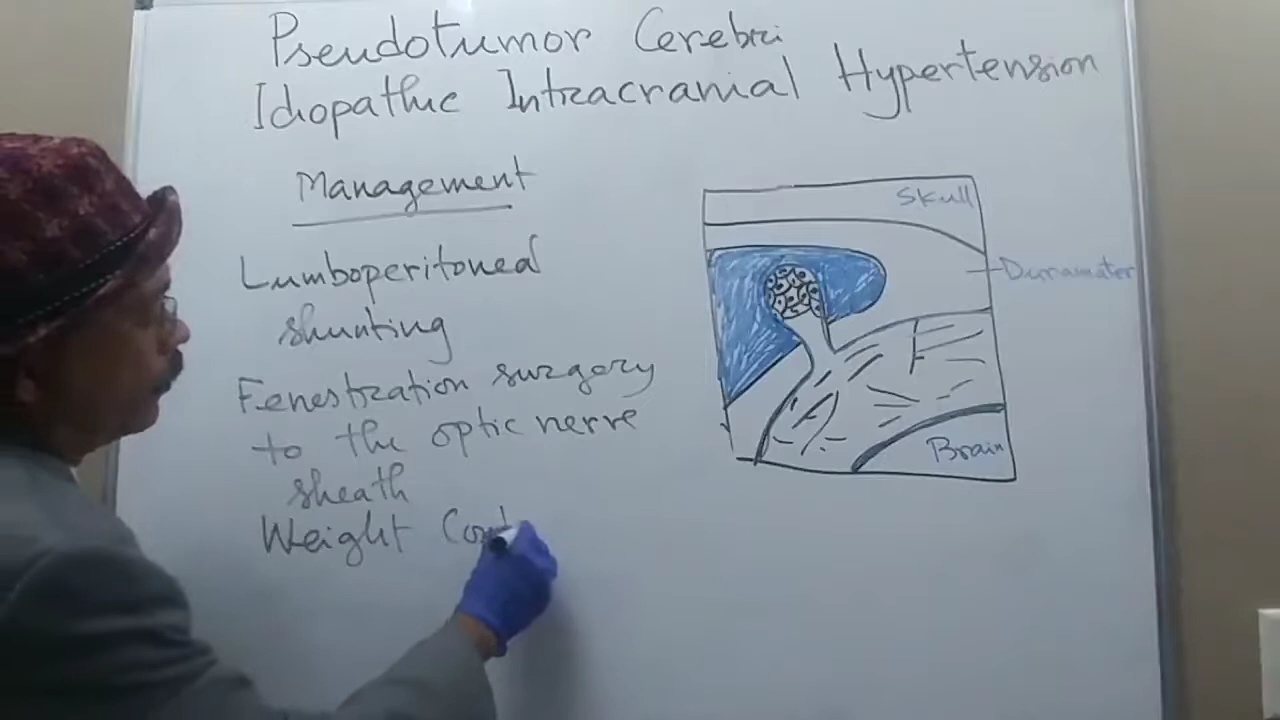 Pseudotumor Cerebri
Idiopathic Intracranial Hypertension
Management
Lumboperitoneal
shunting
Fenestration surgery
to the optic nerve
sheath
Weight Cont
Skull
Duramater
Brain